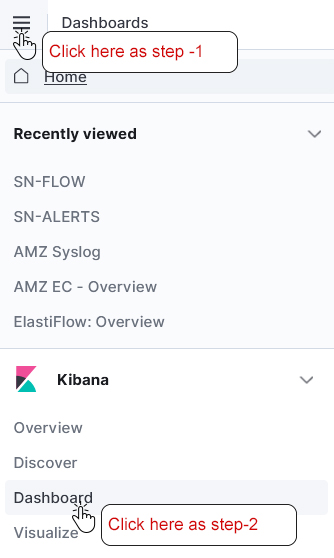 Dashboards
Click here as step -1
Home
Recently viewed
SN-FLOW
SN-ALERTS
AMZ Syslog
AMZ EC - Overview
ElastiFlow: Overview
Kibana
Overview
Discover
Dashboard
Click here as step-2
Visualize